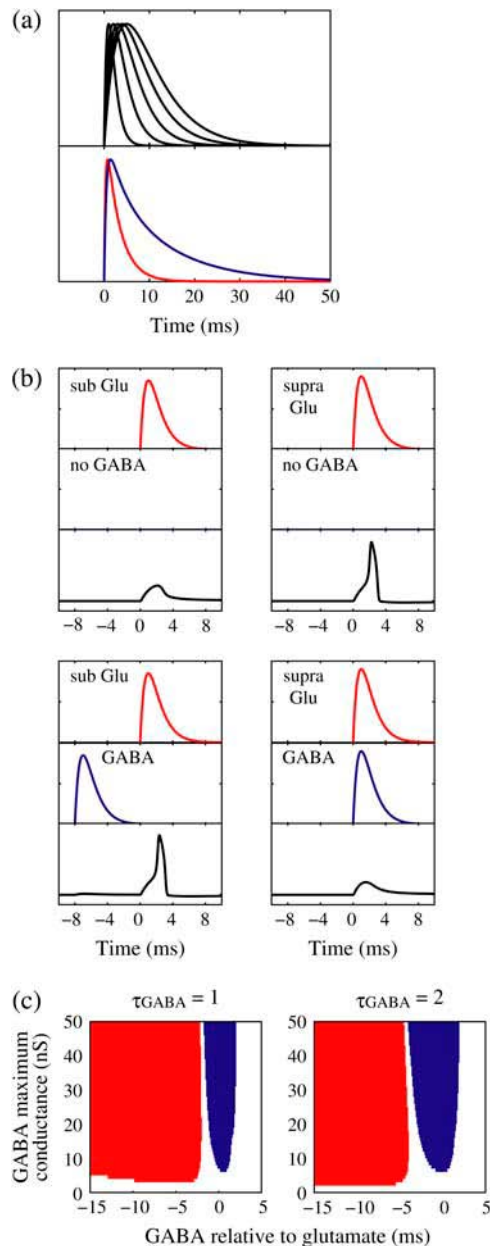 (a)
0 10 20 30 40 50
Time (ms)
(b)
sub Glu
no GABA
−8 −4 0 4 8
supra
Glu
no GABA
−8 −4 0 4 8
sub Glu
GABA
−8 −4 0 4 8
Time (ms)
supra
Glu
GABA
−8 −4 0 4 8
Time (ms)
(c)
τGABA = 1
τGABA = 2
GABA maximum
conductance (nS)
50
40
30
20
10
0
−15 −10 −5 0 5
50
40
30
20
10
0
−15 −10 −5 0 5
GABA relative to glutamate (ms)